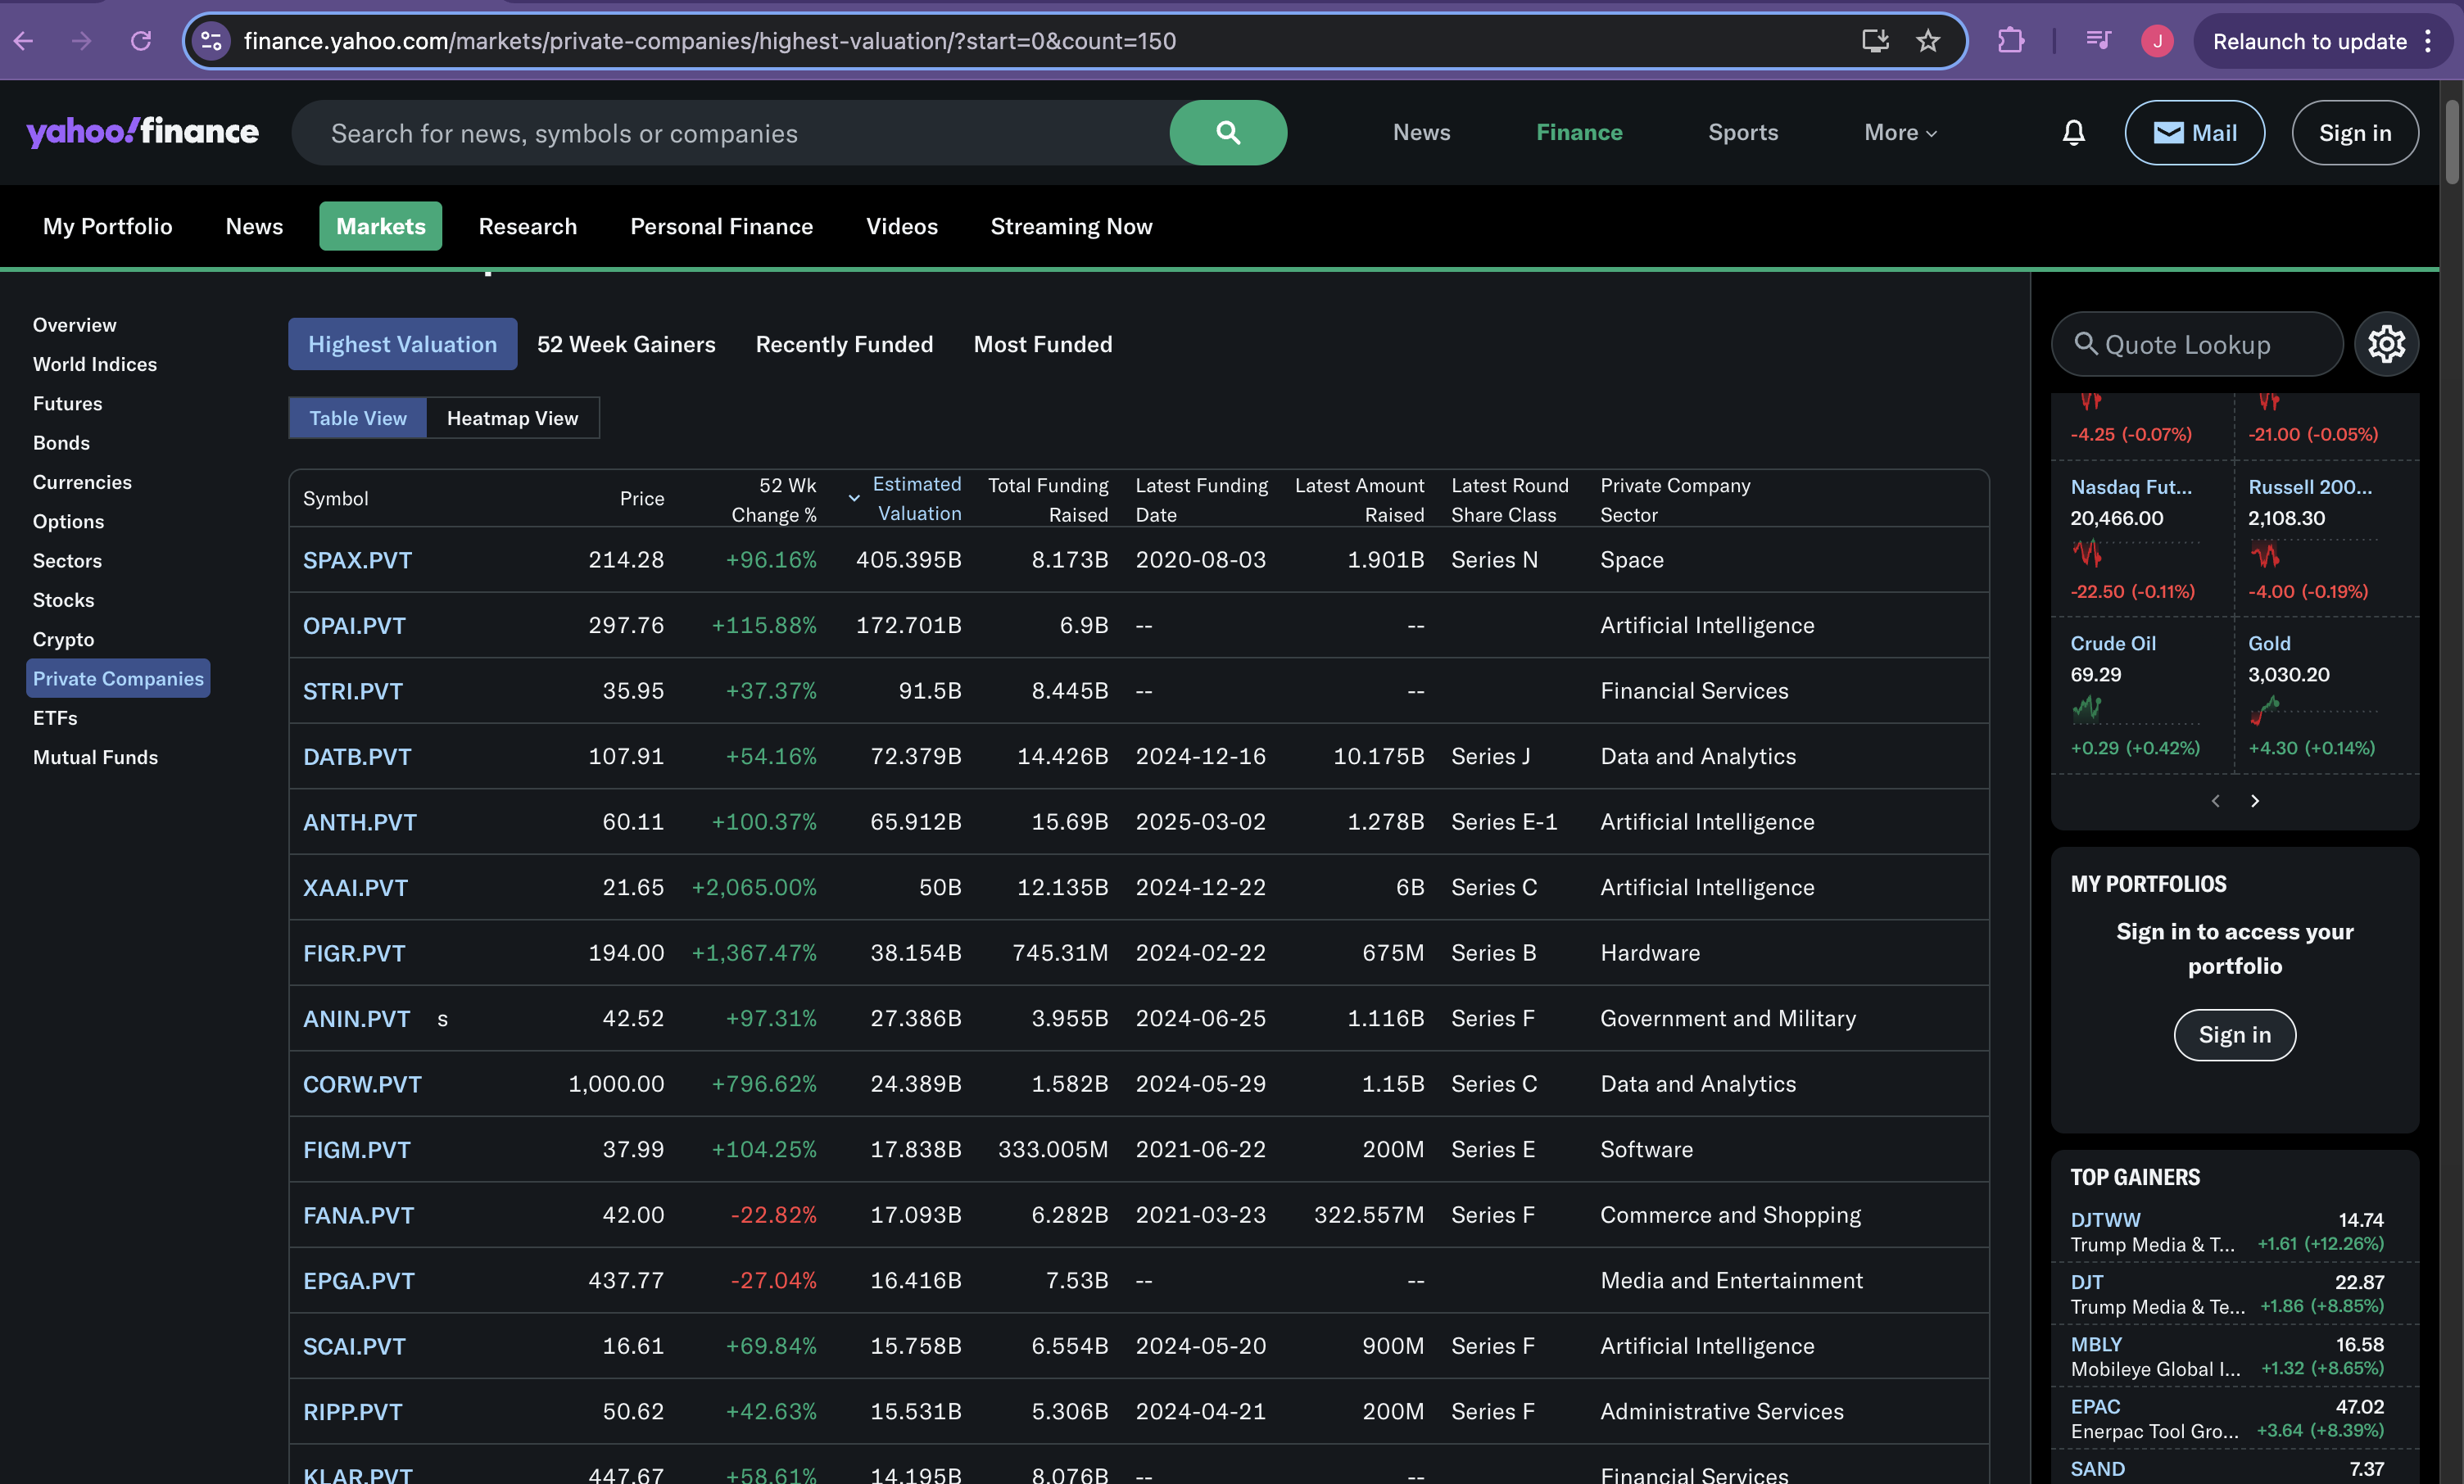 finance.yahoo.com/markets/private-companies/highest-valuation/?start=0&count=150
J
Relaunch to update
yahoo!finance
Search for news, symbols or companies
News Finance Sports More
Mail
Sign in
My Portfolio News Markets Research Personal Finance Videos Streaming Now
Overview
World Indices
Futures
Bonds
Currencies
Options
Sectors
Stocks
Crypto
Private Companies
ETFs
Mutual Funds
Highest Valuation 52 Week Gainers Recently Funded Most Funded
Table View Heatmap View
Symbol Price 52 Wk Change % Estimated Valuation Total Funding Raised Latest Funding Date Latest Amount Raised Latest Round Share Class Private Company Sector
SPAX.PVT 214.28 +96.16% 405.395B 8.173B 2020-08-03 1.901B Series N Space
OPAI.PVT 297.76 +115.88% 172.701B 6.9B -- -- Artificial Intelligence
STRI.PVT 35.95 +37.37% 91.5B 8.445B -- -- Financial Services
DATB.PVT 107.91 +54.16% 72.379B 14.426B 2024-12-16 10.175B Series J Data and Analytics
ANTH.PVT 60.11 +100.37% 65.912B 15.69B 2025-03-02 1.278B Series E-1 Artificial Intelligence
XAAI.PVT 21.65 +2,065.00% 50B 12.135B 2024-12-22 6B Series C Artificial Intelligence
FIGR.PVT 194.00 +1,367.47% 38.154B 745.31M 2024-02-22 675M Series B Hardware
ANIN.PVT s 42.52 +97.31% 27.386B 3.955B 2024-06-25 1.116B Series F Government and Military
CORW.PVT 1,000.00 +796.62% 24.389B 1.582B 2024-05-29 1.15B Series C Data and Analytics
FIGM.PVT 37.99 +104.25% 17.838B 333.005M 2021-06-22 200M Series E Software
FANA.PVT 42.00 -22.82% 17.093B 6.282B 2021-03-23 322.557M Series F Commerce and Shopping
EPGA.PVT 437.77 -27.04% 16.416B 7.53B -- -- Media and Entertainment
SCAI.PVT 16.61 +69.84% 15.758B 6.554B 2024-05-20 900M Series F Artificial Intelligence
RIPP.PVT 50.62 +42.63% 15.531B 5.306B 2024-04-21 200M Series F Administrative Services
KLAR.PVT 447.67 +58.61% 14.195B 8.076B -- -- Financial Services
Quote Lookup
-4.25 (-0.07%) -21.00 (-0.05%)
Nasdaq Fut... Russell 200...
20,466.00 2,108.30
-22.50 (-0.11%) -4.00 (-0.19%)
Crude Oil Gold
69.29 3,030.20
+0.29 (+0.42%) +4.30 (+0.14%)
MY PORTFOLIOS
Sign in to access your
portfolio
Sign in
TOP GAINERS
DJTWW 14.74
Trump Media & T... +1.61 (+12.26%)
DJT 22.87
Trump Media & Te... +1.86 (+8.85%)
MBLY 16.58
Mobileye Global I... +1.32 (+8.65%)
EPAC 47.02
Enerpac Tool Gro... +3.64 (+8.39%)
SAND 7.37